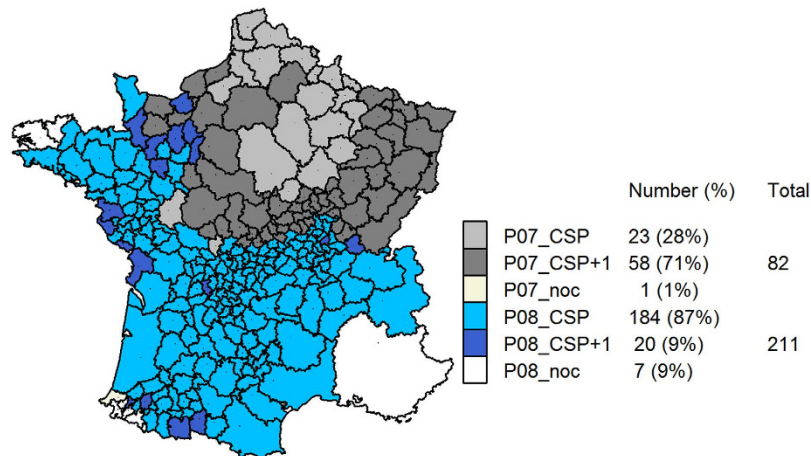 Number (%) Total
P07_CSP 23 (28%)
P07_CSP+1 58 (71%) 82
P07_noc 1 (1%)
P08_CSP 184 (87%)
P08_CSP+1 20 (9%) 211
P08_noc 7 (9%)